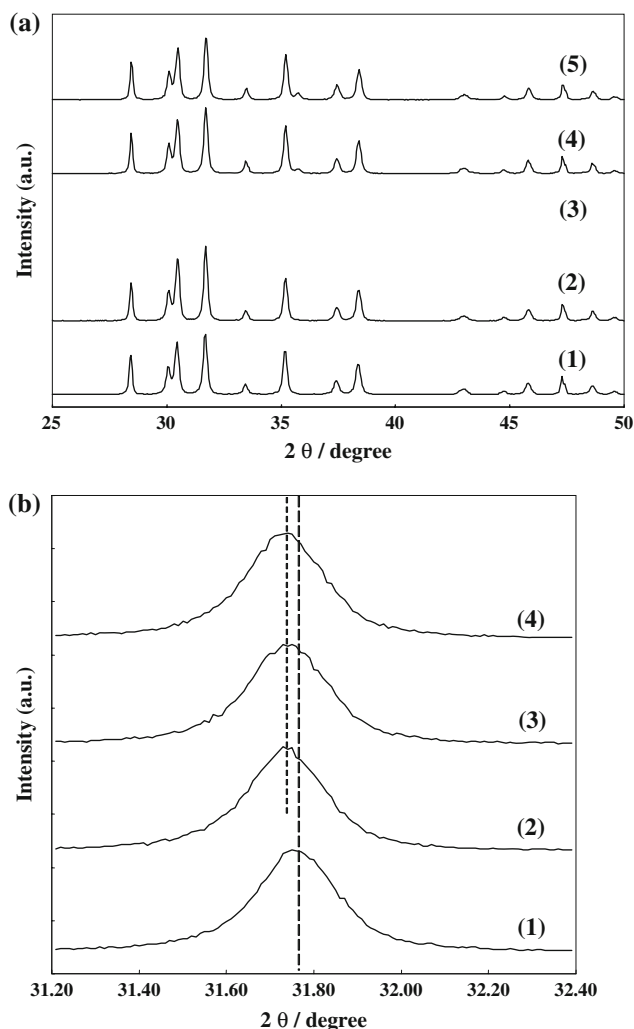 (a)
Intensity (a.u.)
(5)
(4)
(3)
(2)
(1)
25 30 35 40 45 50
2 θ / degree
(b)
Intensity (a.u.)
(4)
(3)
(2)
(1)
31.20 31.40 31.60 31.80 32.00 32.20 32.40
2 θ / degree